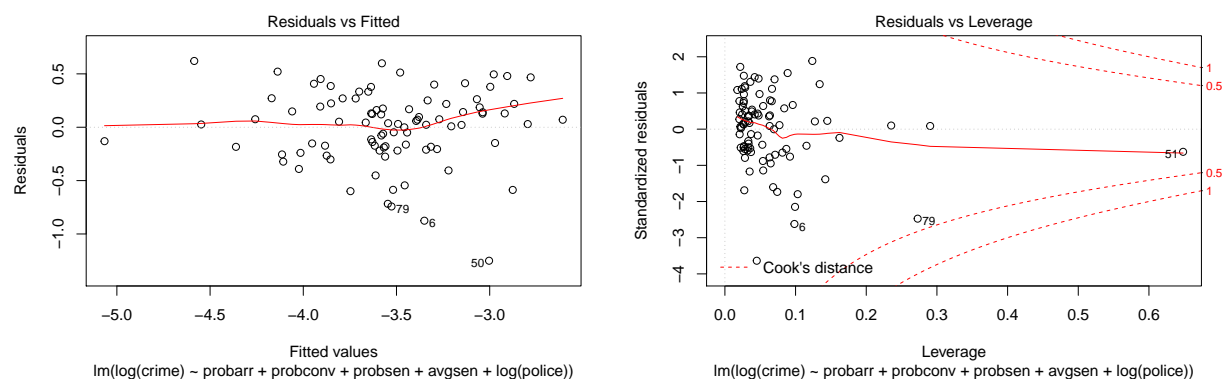 Residuals vs Fitted
Residuals
0.5
0.0
−0.5
−1.0
79
6
50
−5.0 −4.5 −4.0 −3.5 −3.0
Fitted values
lm(log(crime) ~ probarr + probconv + probsen + avgsen + log(police))
Residuals vs Leverage
Standardized residuals
2
1
0
−1
−2
−3
−4
1
0.5
51
0.5
1
79
6
Cook's distance
0.0 0.1 0.2 0.3 0.4 0.5 0.6
Leverage
lm(log(crime) ~ probarr + probconv + probsen + avgsen + log(police))